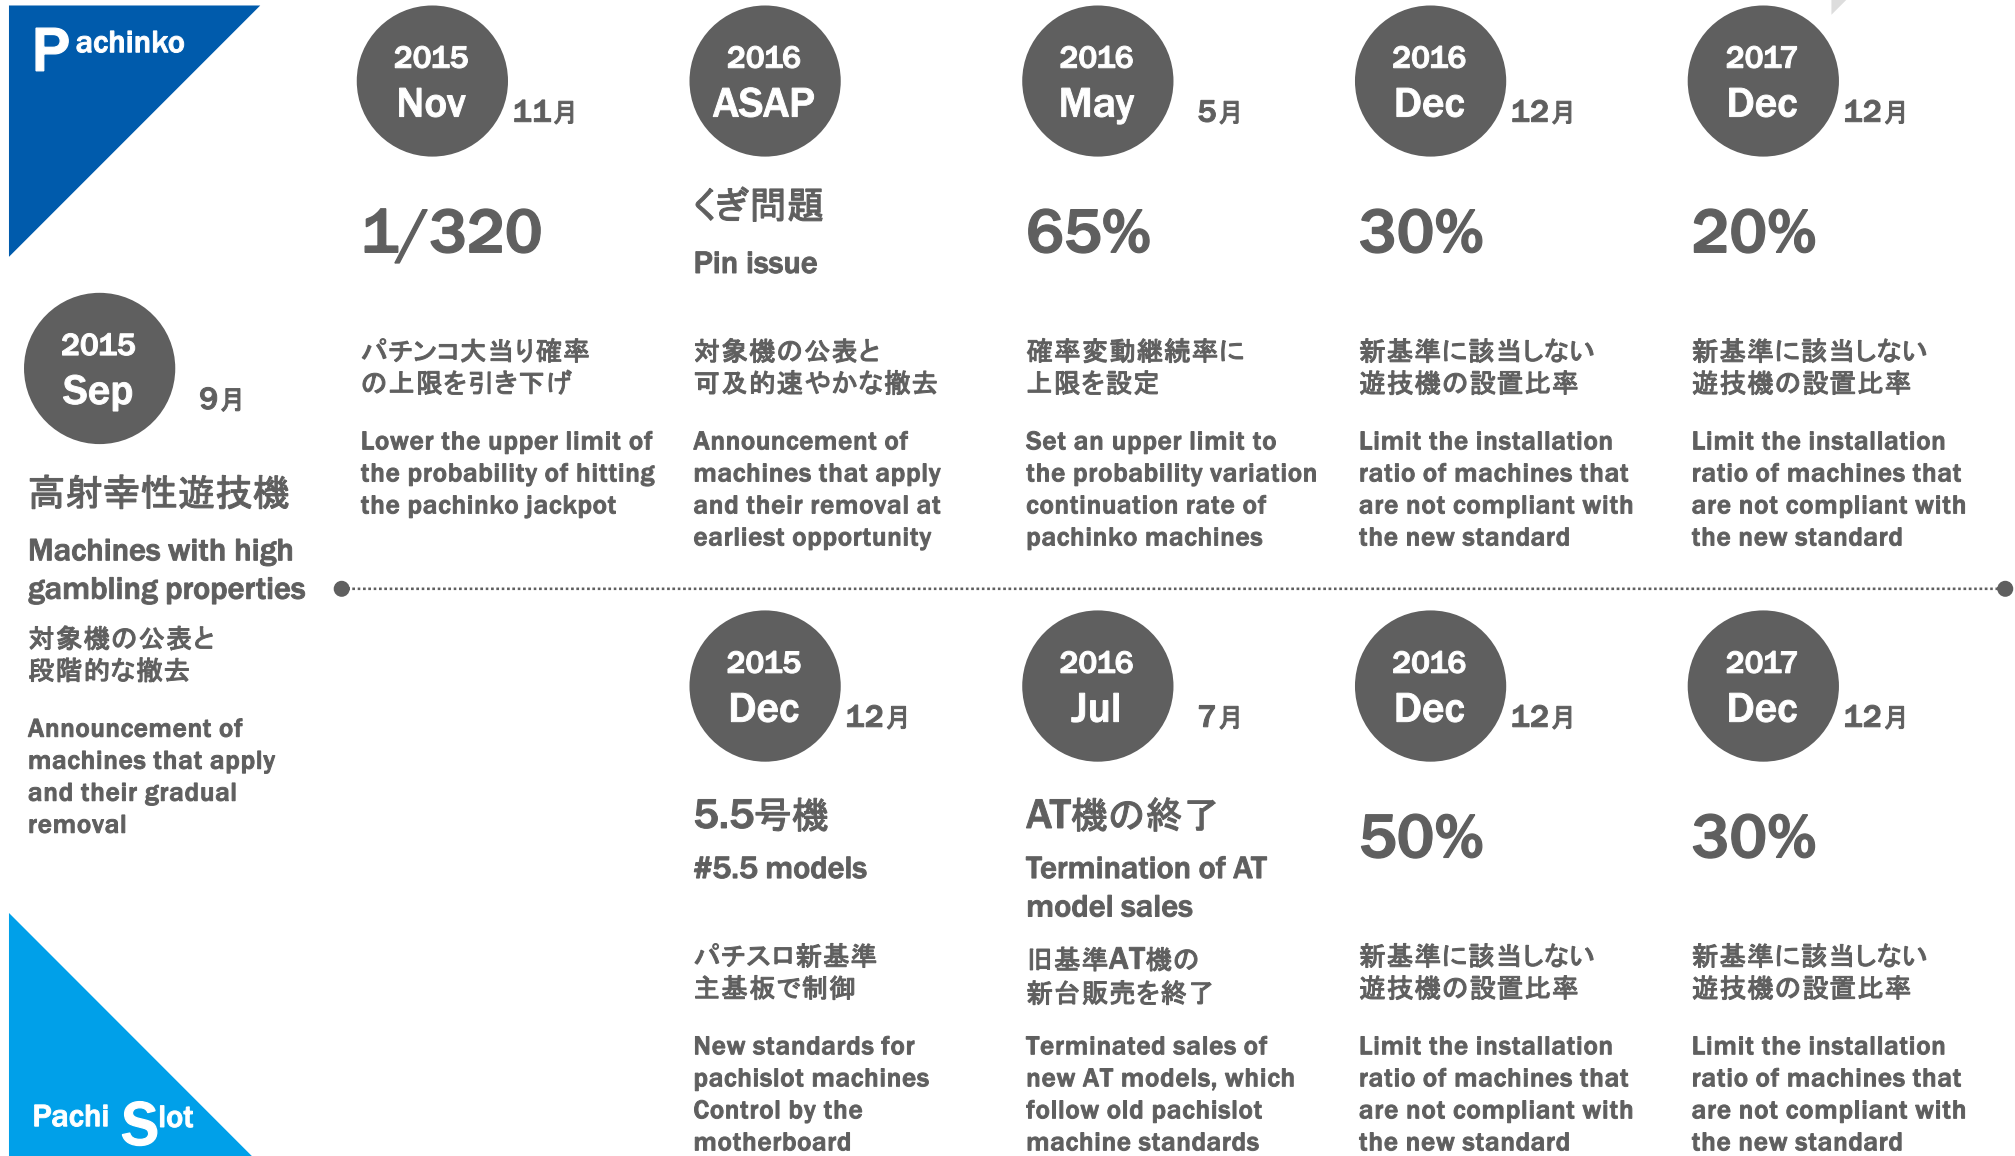 Pachinko
2015
Nov
11月
1/320
パチンコ大当り確率
の上限を引き下げ
Lower the upper limit of
the probability of hitting
the pachinko jackpot
2016
ASAP
くぎ問題
Pin issue
対象機の公表と
可及的速やかな撤去
Announcement of
machines that apply
and their removal at
earliest opportunity
2016
May
5月
65%
確率変動継続率に
上限を設定
Set an upper limit to
the probability variation
continuation rate of
pachinko machines
2016
Dec
12月
30%
新基準に該当しない
遊技機の設置比率
Limit the installation
ratio of machines that
are not compliant with
the new standard
2017
Dec
12月
20%
新基準に該当しない
遊技機の設置比率
Limit the installation
ratio of machines that
are not compliant with
the new standard
2015
Sep
9月
高射幸性遊技機
Machines with high
gambling properties
対象機の公表と
段階的な撤去
Announcement of
machines that apply
and their gradual
removal
2015
Dec
12月
5.5号機
#5.5 models
パチスロ新基準
主基板で制御
New standards for
pachislot machines
Control by the
motherboard
2016
Jul
7月
AT機の終了
Termination of AT
model sales
旧基準AT機の
新台販売を終了
Terminated sales of
new AT models, which
follow old pachislot
machine standards
2016
Dec
12月
50%
新基準に該当しない
遊技機の設置比率
Limit the installation
ratio of machines that
are not compliant with
the new standard
2017
Dec
12月
30%
新基準に該当しない
遊技機の設置比率
Limit the installation
ratio of machines that
are not compliant with
the new standard
Pachi Slot